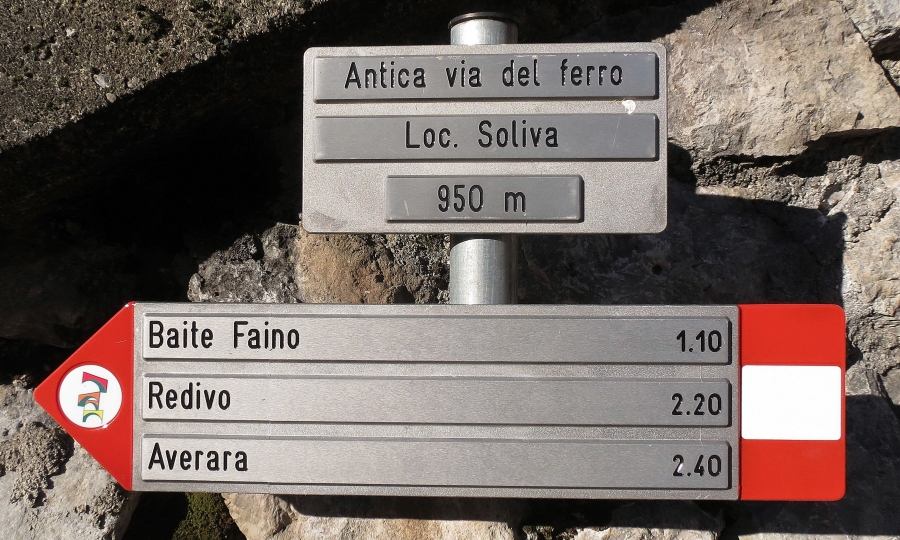 Antica via del ferro
Loc. Soliva
950 m
Baite Faino 1.10
Redivo 2.20
Averara 2.40